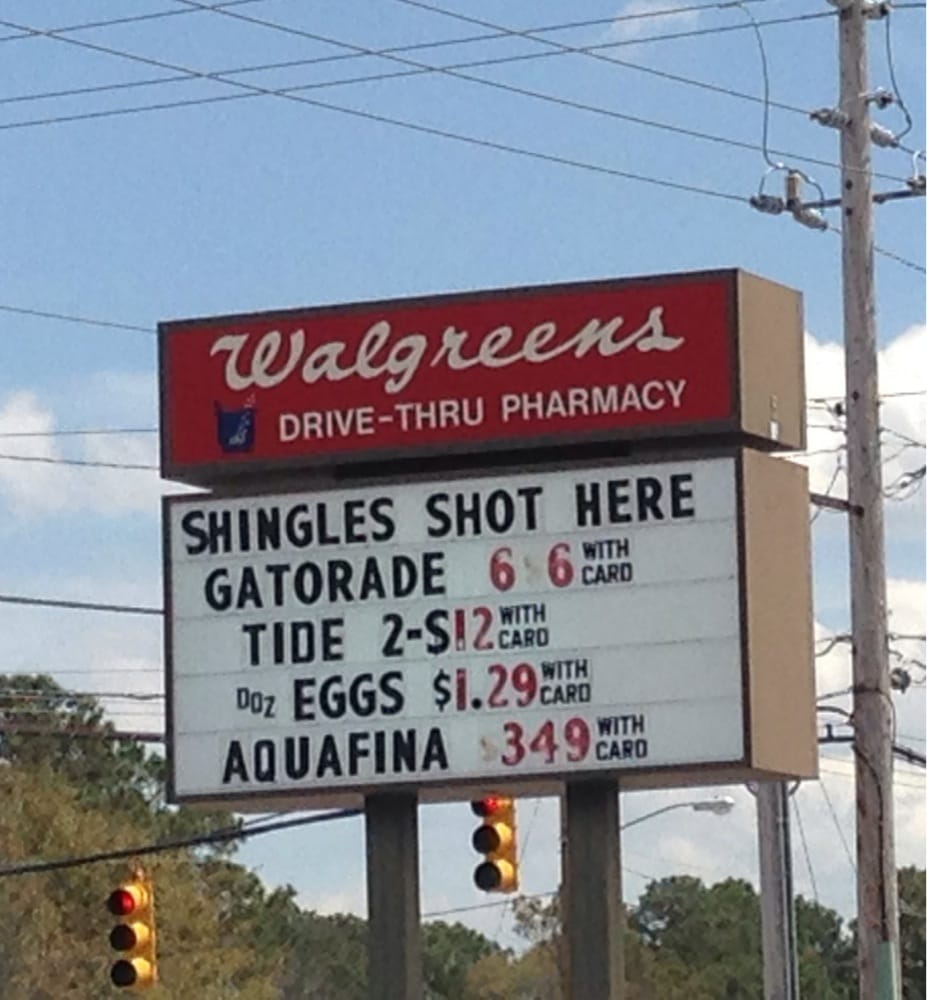 Walgreens
DRIVE-THRU PHARMACY
SHINGLES SHOT HERE
GATORADE 6 $ 6 WITH CARD
TIDE 2-S12 WITH CARD
DOZ EGGS $1.29 WITH CARD
AQUAFINA $349 WITH CARD